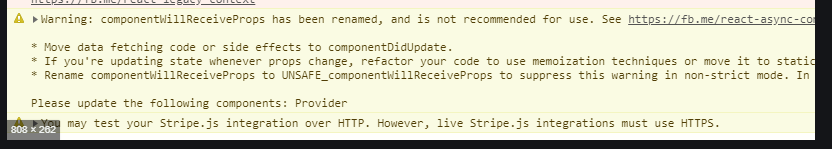 https://fb.me/react-legacy-context
Warning: componentWillReceiveProps has been renamed, and is not recommended for use. See https://fb.me/react-async-com
* Move data fetching code or side effects to componentDidUpdate.
* If you're updating state whenever props change, refactor your code to use memoization techniques or move it to static
* Rename componentWillReceiveProps to UNSAFE_componentWillReceiveProps to suppress this warning in non-strict mode. In
Please update the following components: Provider
You may test your Stripe.js integration over HTTP. However, live Stripe.js integrations must use HTTPS.
808 × 262